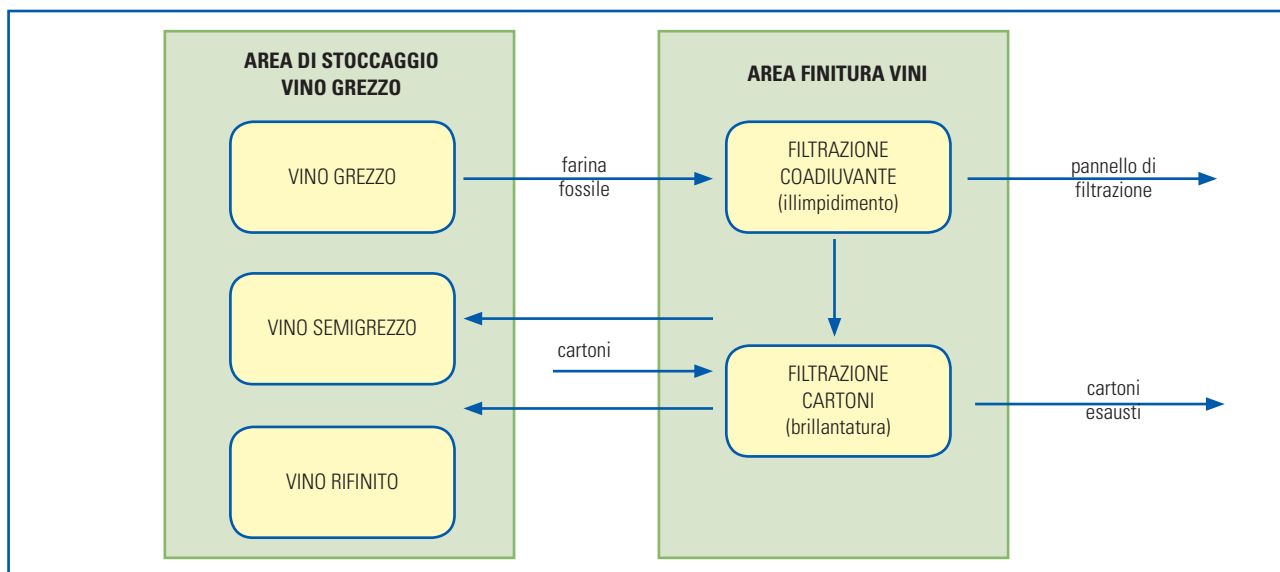 AREA DI STOCCAGGIO
VINO GREZZO
AREA FINITURA VINI
VINO GREZZO
farina
fossile
FILTRAZIONE
COADIUVANTE
(illimpidimento)
pannello di
filtrazione
VINO SEMIGREZZO
cartoni
FILTRAZIONE
CARTONI
(brillantatura)
cartoni
esausti
VINO RIFINITO